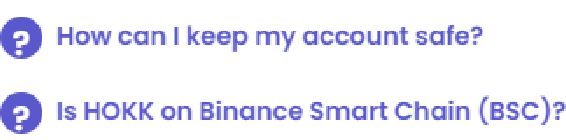 How can I keep my account safe?
Is HOKK on Binance Smart Chain (BSC)?